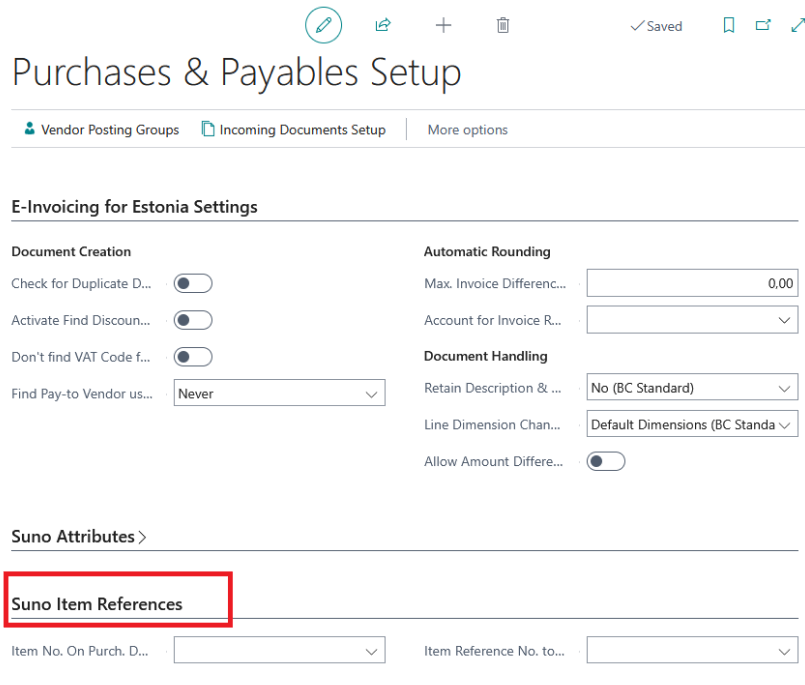 Saved
Purchases & Payables Setup
Vendor Posting Groups Incoming Documents Setup More options
E-Invoicing for Estonia Settings
Document Creation
Check for Duplicate D...
Activate Find Discoun...
Don't find VAT Code f...
Find Pay-to Vendor us... Never
Automatic Rounding
Max. Invoice Differenc... 0,00
Account for Invoice R...
Document Handling
Retain Description & ... No (BC Standard)
Line Dimension Chan... Default Dimensions (BC Standa
Allow Amount Differe...
Suno Attributes
Suno Item References
Item No. On Purch. D...
Item Reference No. to...